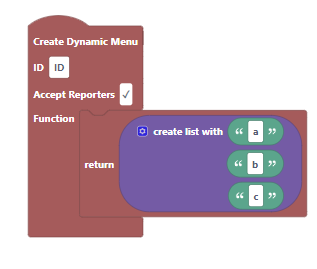 Create Dynamic Menu
ID ID
Accept Reporters ✓
Function
return create list with “ a ”
“ b ”
“ c ”